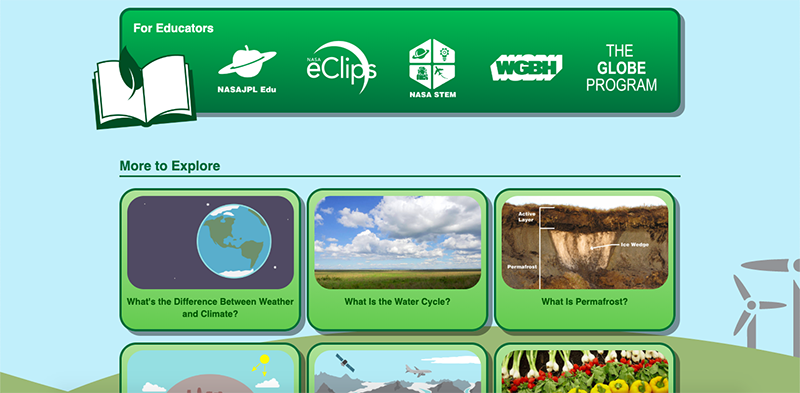 For Educators
NASAJPL Edu
NASA
eClips
NASA STEM
WGBH
THE
GLOBE
PROGRAM
More to Explore
What's the Difference Between Weather
and Climate?
What Is the Water Cycle?
Active
Layer
Ice Wedge
Permafrost
What Is Permafrost?